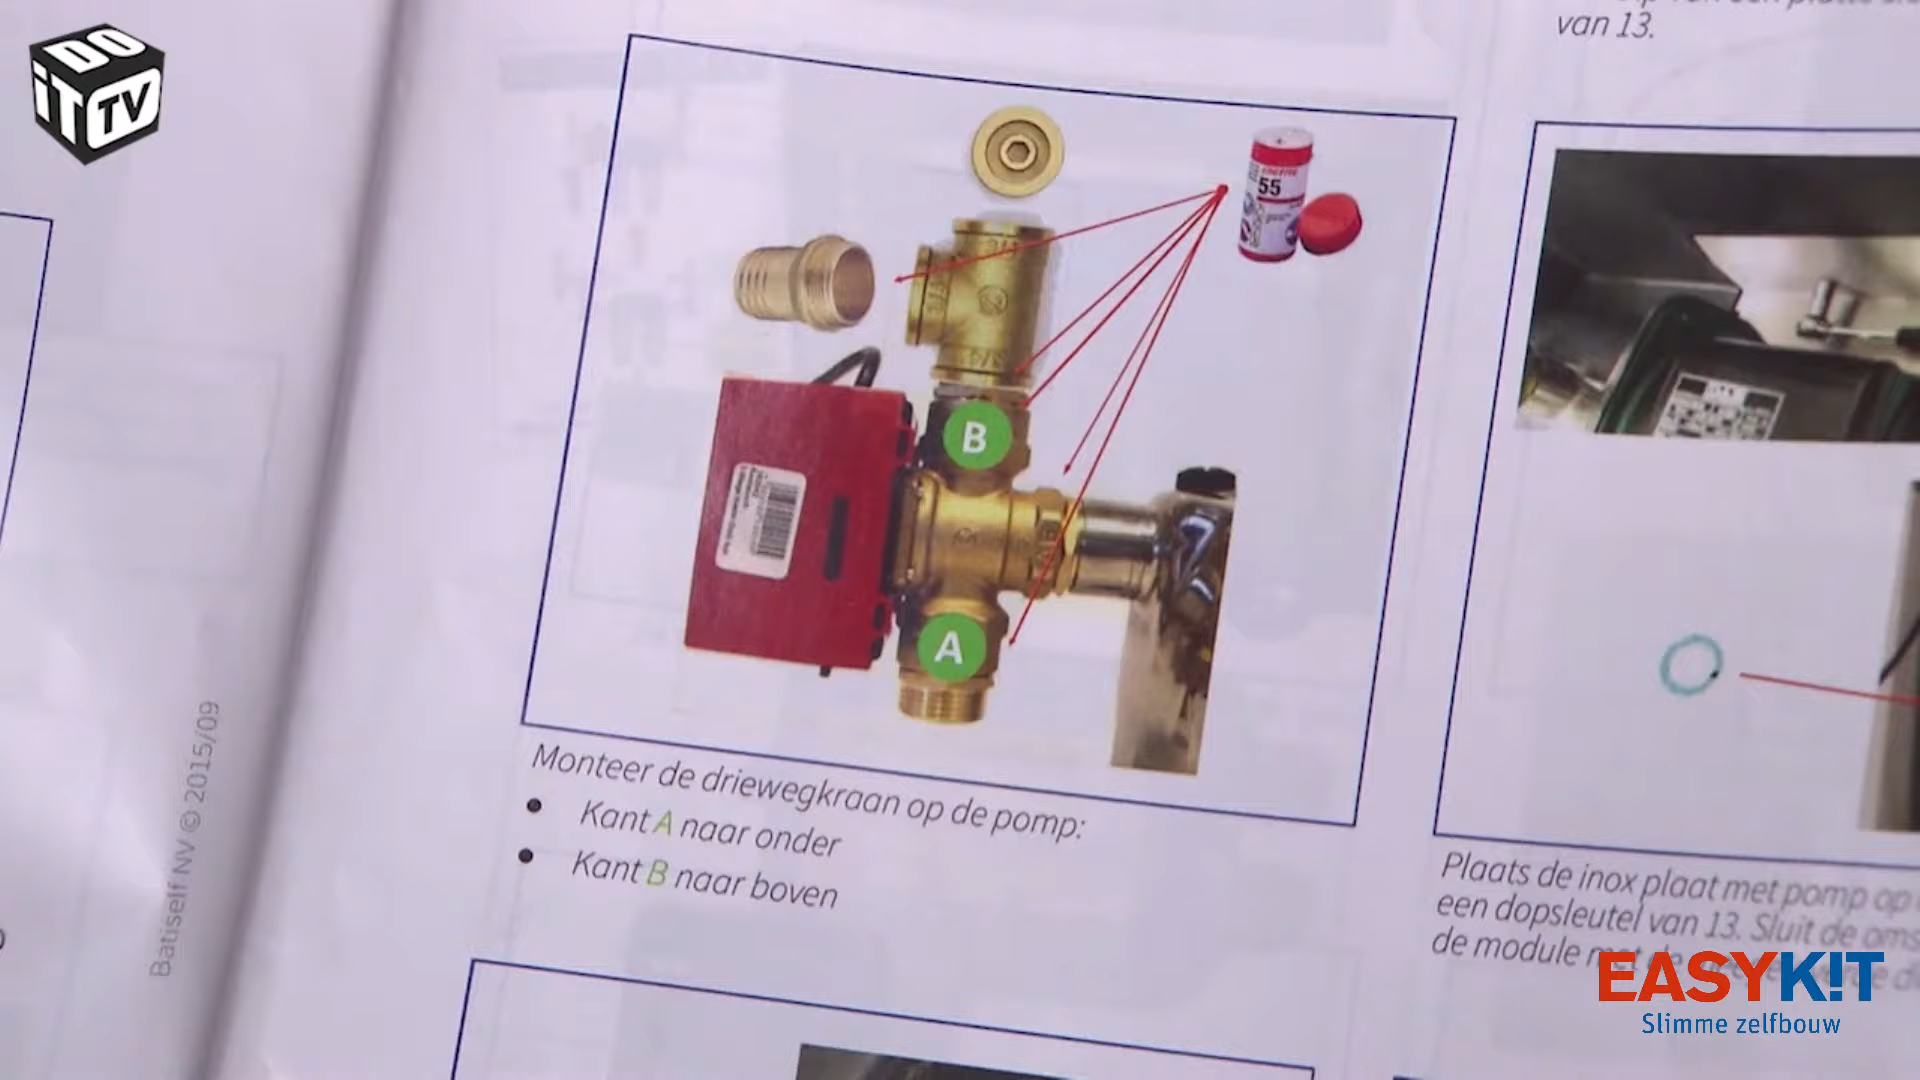 DO
iT TV
van 13.
55
B
A
Monteer de driewegkraan op de pomp:
• Kant A naar onder
• Kant B naar boven
Batiself NV © 2015/09
Plaats de inox plaat met pomp op
een dopsleutel van 13. Sluit de
de module
EASYK!T
Slimme zelfbouw